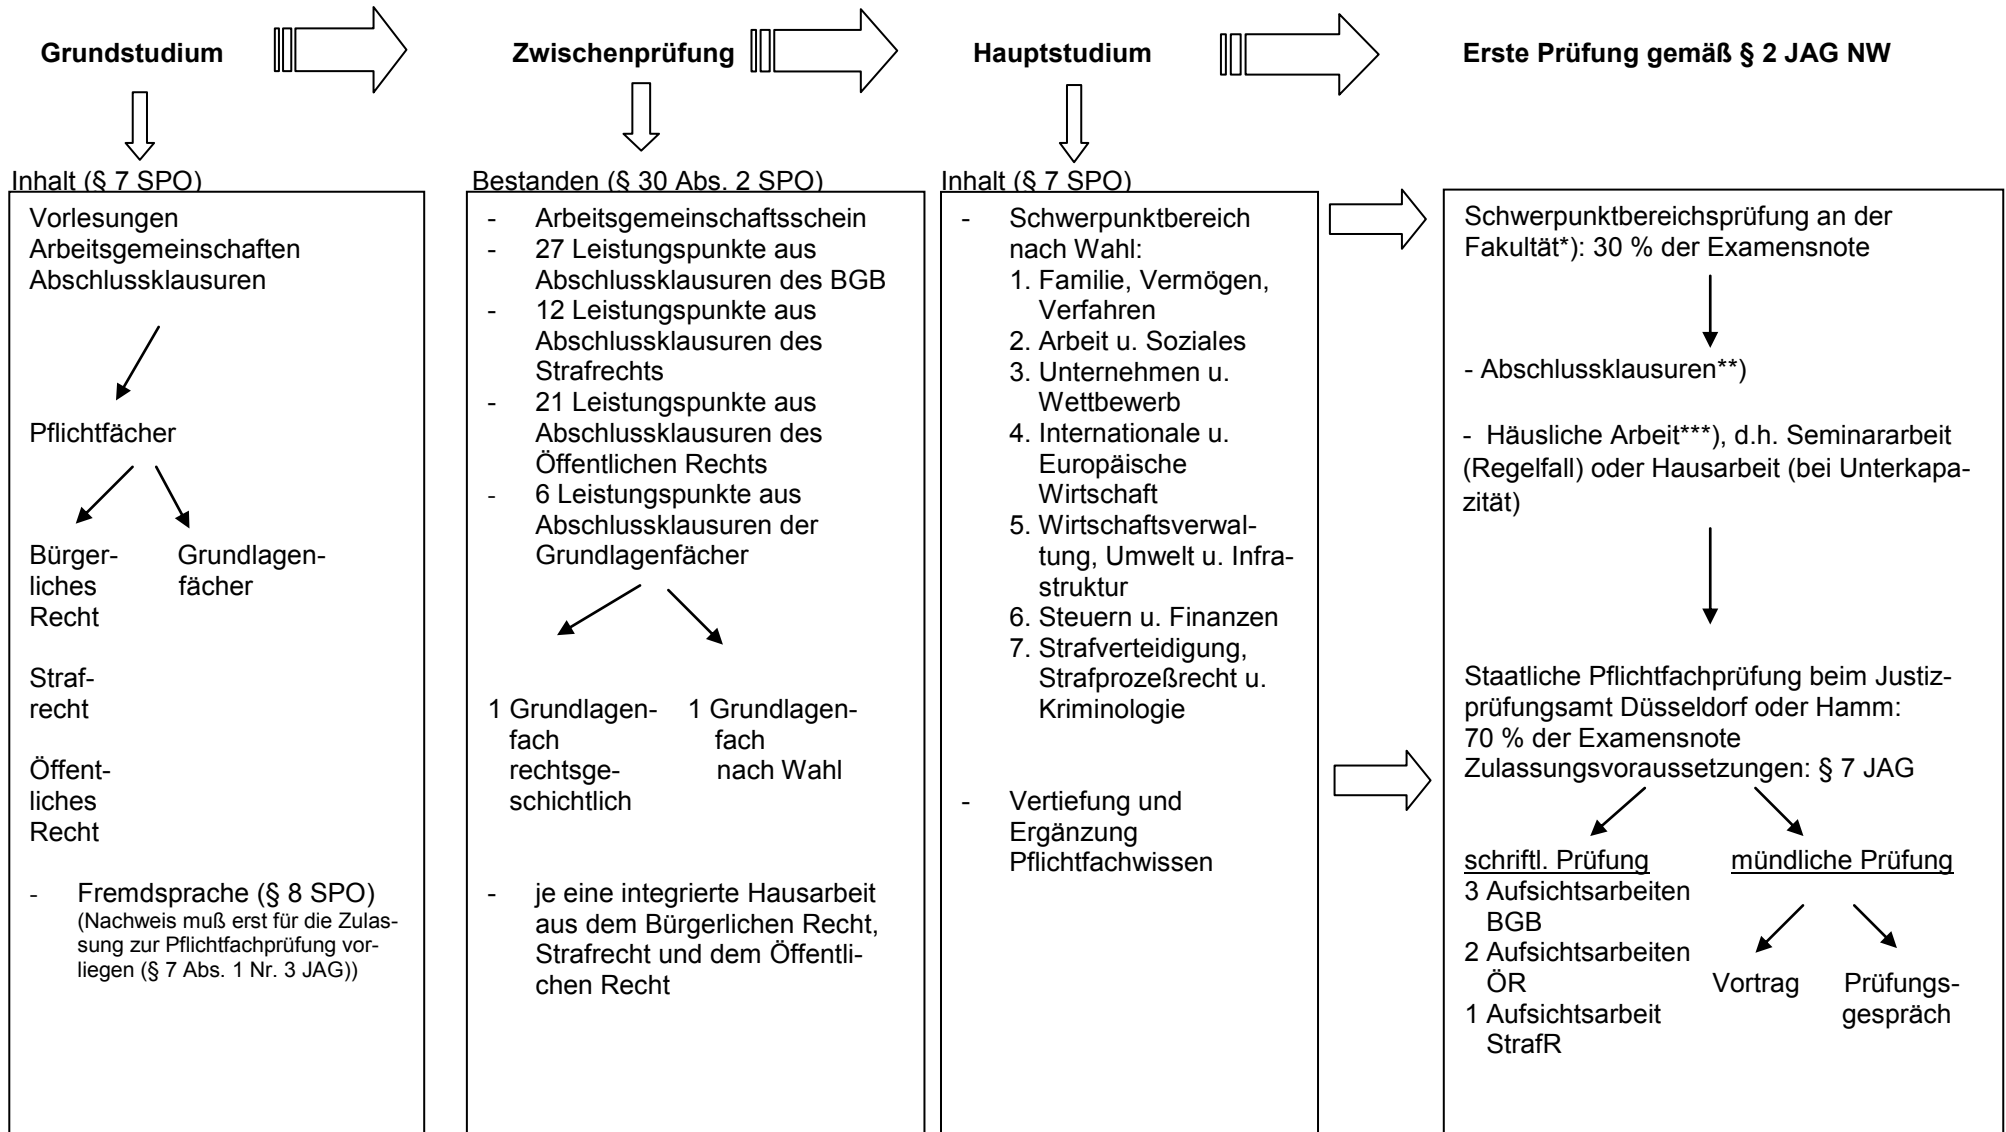 Grundstudium
Zwischenprüfung
Hauptstudium
Erste Prüfung gemäß § 2 JAG NW
Inhalt (§ 7 SPO)
Vorlesungen
Arbeitsgemeinschaften
Abschlussklausuren
Pflichtfächer
Bürger-
liches
Recht
Grundlagen-
fächer
Straf-
recht
Öffent-
liches
Recht
- Fremdsprache (§ 8 SPO)
(Nachweis muß erst für die Zulas-
sung zur Pflichtfachprüfung vor-
liegen (§ 7 Abs. 1 Nr. 3 JAG))
Bestanden (§ 30 Abs. 2 SPO)
- Arbeitsgemeinschaftsschein
- 27 Leistungspunkte aus
Abschlussklausuren des BGB
- 12 Leistungspunkte aus
Abschlussklausuren des
Strafrechts
- 21 Leistungspunkte aus
Abschlussklausuren des
Öffentlichen Rechts
- 6 Leistungspunkte aus
Abschlussklausuren der
Grundlagenfächer
1 Grundlagen-
fach
rechtsge-
schichtlich
1 Grundlagen-
fach
nach Wahl
- je eine integrierte Hausarbeit
aus dem Bürgerlichen Recht,
Strafrecht und dem Öffentli-
chen Recht
Inhalt (§ 7 SPO)
- Schwerpunktbereich
nach Wahl:
1. Familie, Vermögen,
Verfahren
2. Arbeit u. Soziales
3. Unternehmen u.
Wettbewerb
4. Internationale u.
Europäische
Wirtschaft
5. Wirtschaftsverwal-
tung, Umwelt u. Infra-
struktur
6. Steuern u. Finanzen
7. Strafverteidigung,
Strafprozeßrecht u.
Kriminologie
- Vertiefung und
Ergänzung
Pflichtfachwissen
Schwerpunktbereichsprüfung an der
Fakultät*): 30 % der Examensnote
- Abschlussklausuren**)
- Häusliche Arbeit***), d.h. Seminararbeit
(Regelfall) oder Hausarbeit (bei Unterkapa-
zität)
Staatliche Pflichtfachprüfung beim Justiz-
prüfungsamt Düsseldorf oder Hamm:
70 % der Examensnote
Zulassungsvoraussetzungen: § 7 JAG
schriftl. Prüfung
3 Aufsichtsarbeiten
BGB
2 Aufsichtsarbeiten
ÖR
1 Aufsichtsarbeit
StrafR
mündliche Prüfung
Vortrag
Prüfungs-
gespräch